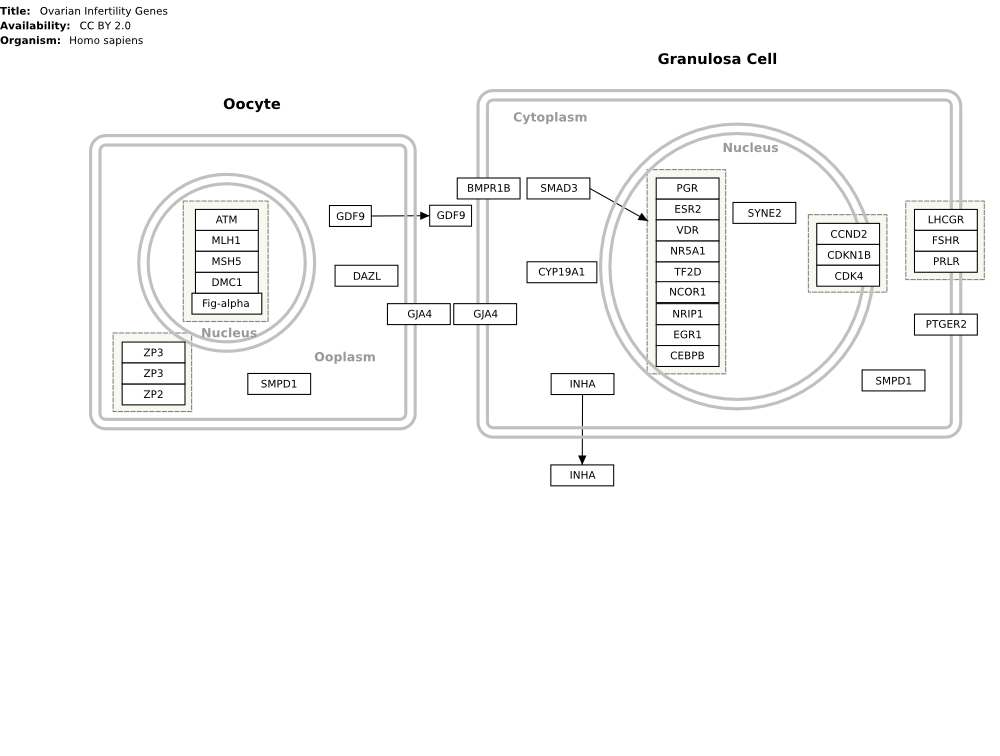 Title: Ovarian Infertility Genes
Availability: CC BY 2.0
Organism: Homo sapiens
Granulosa Cell
Oocyte
Cytoplasm
Nucleus
ATM
MLH1
MSH5
DMC1
Fig-alpha
Nucleus
ZP3
ZP3
ZP2
SMPD1
Ooplasm
GDF9
GDF9
DAZL
GJA4
GJA4
BMPR1B
SMAD3
CYP19A1
INHA
INHA
PGR
ESR2
VDR
NR5A1
TF2D
NCOR1
NRIP1
EGR1
CEBPB
SYNE2
CCND2
CDKN1B
CDK4
LHCGR
FSHR
PRLR
PTGER2
SMPD1